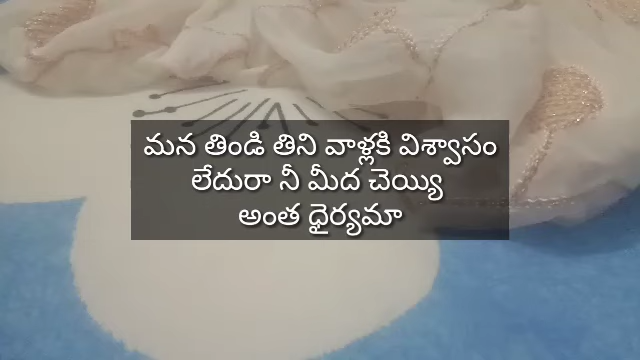 మన తిండి తిని వాళ్లకి విశ్వాసం
లేదురా నీ మీద చెయ్యి
అంత ధైర్యమా